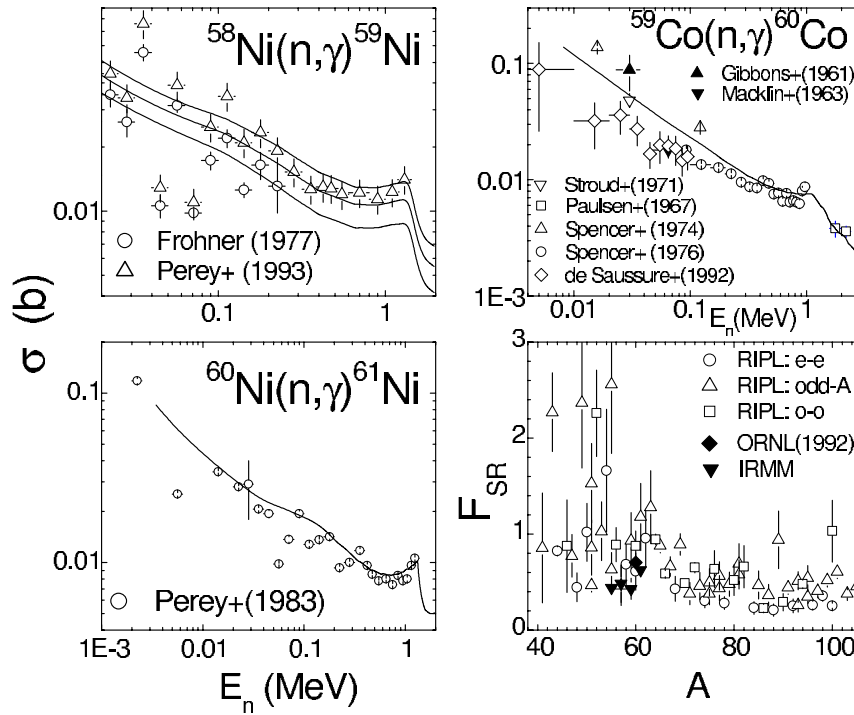 ⁵⁸Ni(n,γ)⁵⁹Ni
0.01
○ Frohner (1977)
△ Perey+ (1993)
0.1
1
⁵⁹Co(n,γ)⁶⁰Co
▲ Gibbons+(1961)
▼ Macklin+(1963)
0.1
0.01
1E-3
▽ Stroud+(1971)
□ Paulsen+(1967)
△ Spencer+ (1974)
○ Spencer+ (1976)
◇ de Saussure+(1992)
0.01
0.1
Eₙ(MeV)
1
σ (b)
⁶⁰Ni(n,γ)⁶¹Ni
0.1
0.01
○ Perey+(1983)
1E-3
0.01
0.1
1
Eₙ (MeV)
3
2
1
0
F_SR
○ RIPL: e-e
△ RIPL: odd-A
□ RIPL: o-o
◆ ORNL(1992)
▼ IRMM
40
60
80
100
A